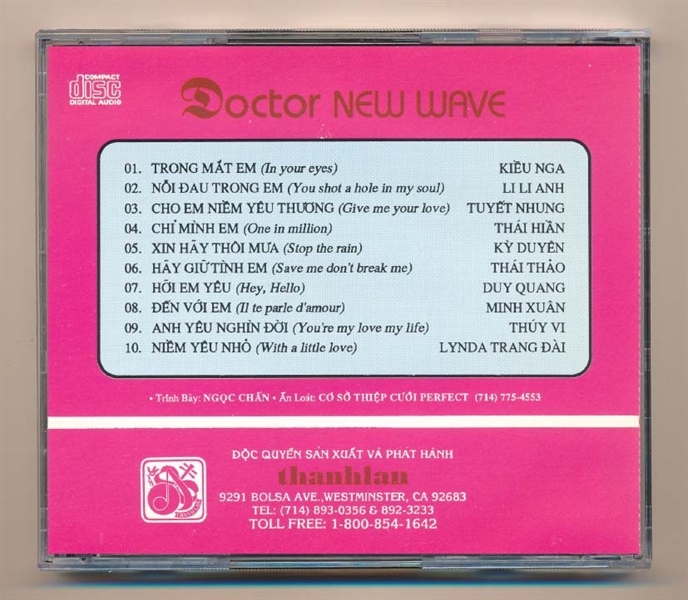 COMPACT
disc
DIGITAL AUDIO
Doctor NEW WAVE
01. TRONG MẮT EM (In your eyes) KIỀU NGA
02. NỖI ĐAU TRONG EM (You shot a hole in my soul) LI LI ANH
03. CHO EM NIỀM YÊU THƯƠNG (Give me your love) TUYẾT NHUNG
04. CHỈ MÌNH EM (One in million) THÁI HIỀN
05. XIN HÃY THÔI MƯA (Stop the rain) KỲ DUYÊN
06. HÃY GIỮ TÌNH EM (Save me don't break me) THÁI THẢO
07. HỠI EM YÊU (Hey, Hello) DUY QUANG
08. ĐẾN VỚI EM (Il te parle d'amour) MINH XUÂN
09. ANH YÊU NGHÌN ĐỜI (You're my love my life) THÚY VI
10. NIỀM YÊU NHỎ (With a little love) LYNDA TRANG ĐÀI
• Trình Bày: NGỌC CHẤN • Ấn Loát: CƠ SỞ THIỆP CƯỚI PERFECT (714) 775-4553
ĐỘC QUYỀN SẢN XUẤT VÀ PHÁT HÀNH
thanhlan
9291 BOLSA AVE.,WESTMINSTER, CA 92683
TEL: (714) 893-0356 & 892-3233
TOLL FREE: 1-800-854-1642